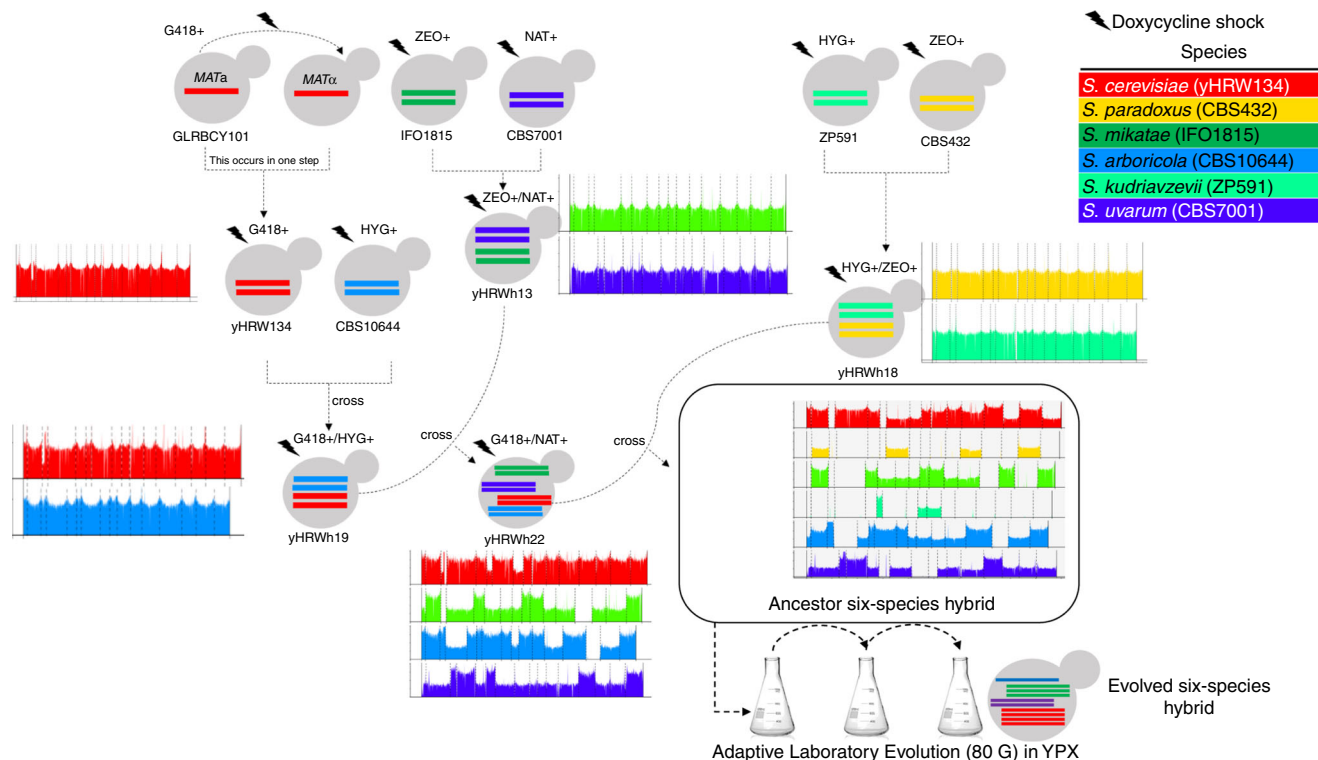 Doxycycline shock
Species
S. cerevisiae (yHRW134)
S. paradoxus (CBS432)
S. mikatae (IFO1815)
S. arboricola (CBS10644)
S. kudriavzevii (ZP591)
S. uvarum (CBS7001)
G418+
ZEO+
NAT+
HYG+
ZEO+
MATa
MATα
GLRBCY101
IFO1815
CBS7001
ZP591
CBS432
This occurs in one step
G418+
HYG+
ZEO+/NAT+
HYG+/ZEO+
yHRW134
CBS10644
yHRWh13
yHRWh18
cross
G418+/HYG+
cross
G418+/NAT+
cross
yHRWh19
yHRWh22
Ancestor six-species hybrid
Evolved six-species
hybrid
Adaptive Laboratory Evolution (80 G) in YPX